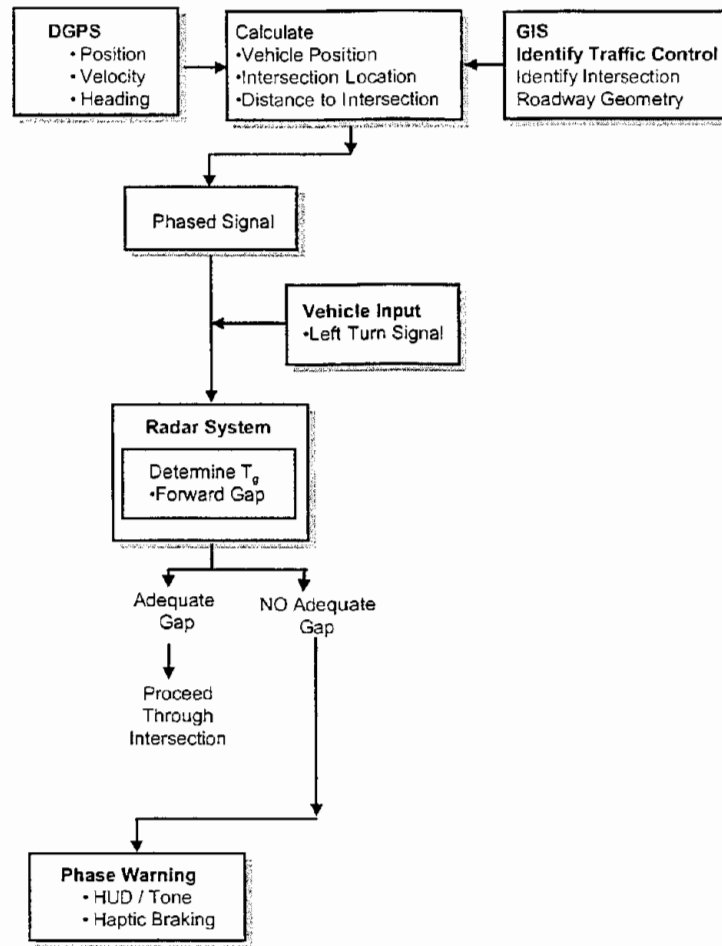 DGPS
• Position
• Velocity
• Heading
Calculate
•Vehicle Position
•Intersection Location
•Distance to Intersection
GIS
Identify Traffic Control
Identify Intersection
Roadway Geometry
Phased Signal
Vehicle Input
•Left Turn Signal
Radar System
Determine Tg
•Forward Gap
Adequate
Gap
NO Adequate
Gap
Proceed
Through
Intersection
Phase Warning
• HUD / Tone
• Haptic Braking